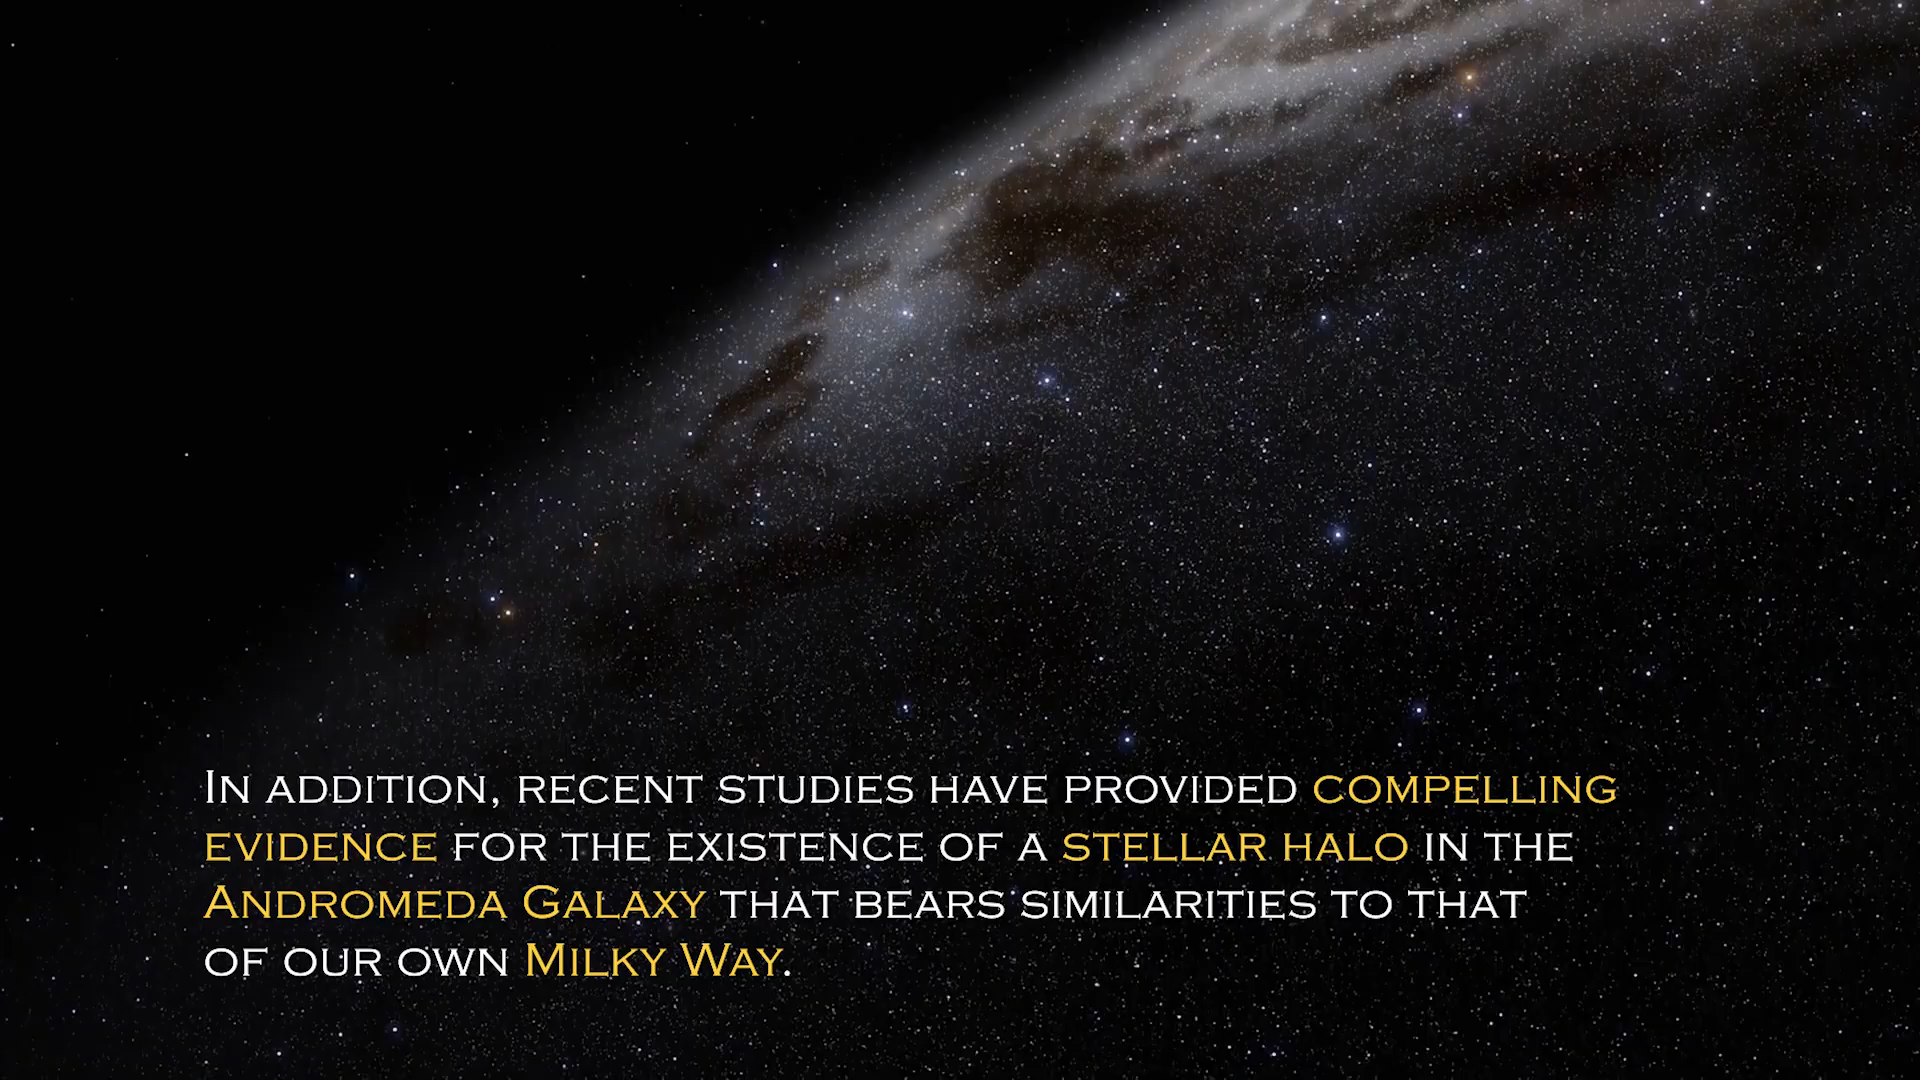 In addition, recent studies have provided compelling
evidence for the existence of a stellar halo in the
Andromeda Galaxy that bears similarities to that
of our own Milky Way.